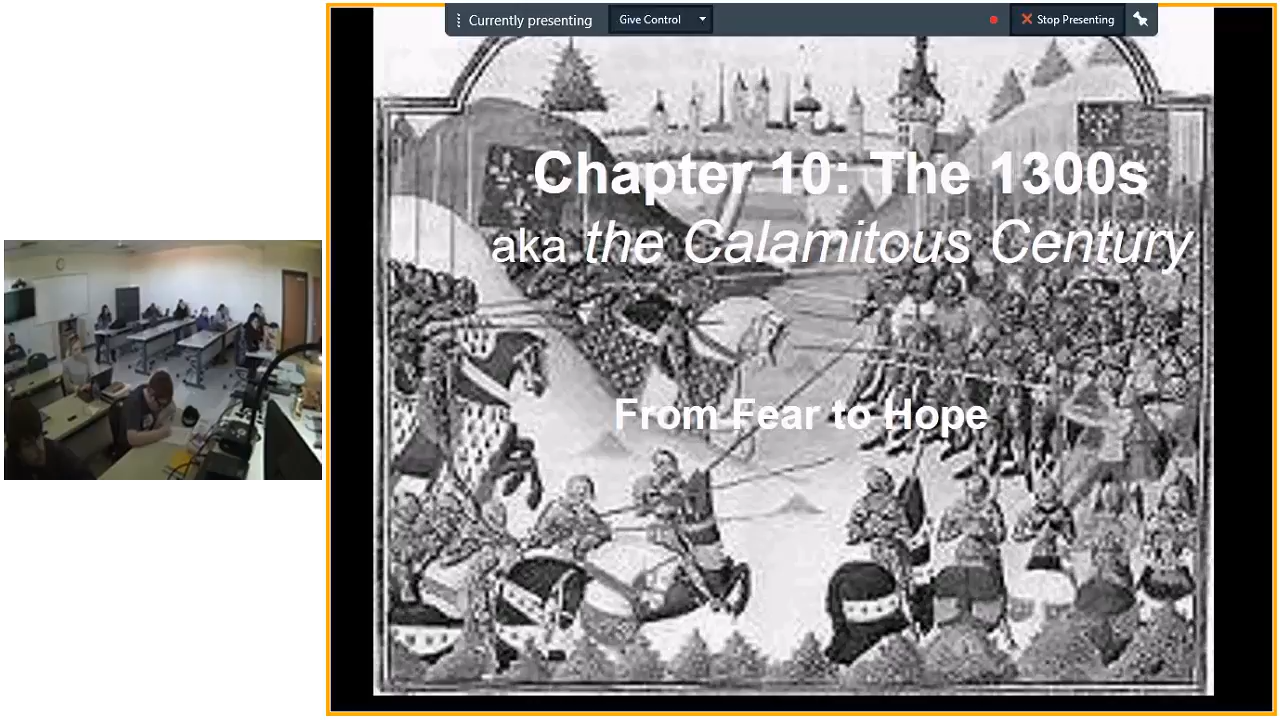 Currently presenting
Give Control
Stop Presenting
Chapter 10: The 1300s
aka the Calamitous Century
From Fear to Hope